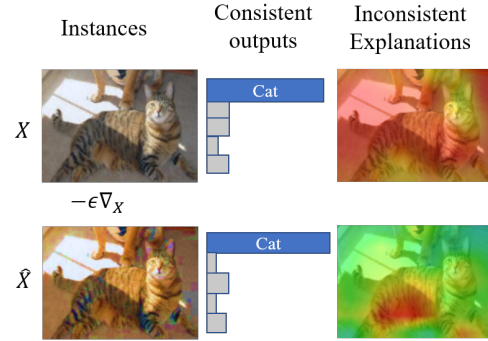 Instances
Consistent
outputs
Inconsistent
Explanations
X
Cat
−ϵ∇X
X̂
Cat